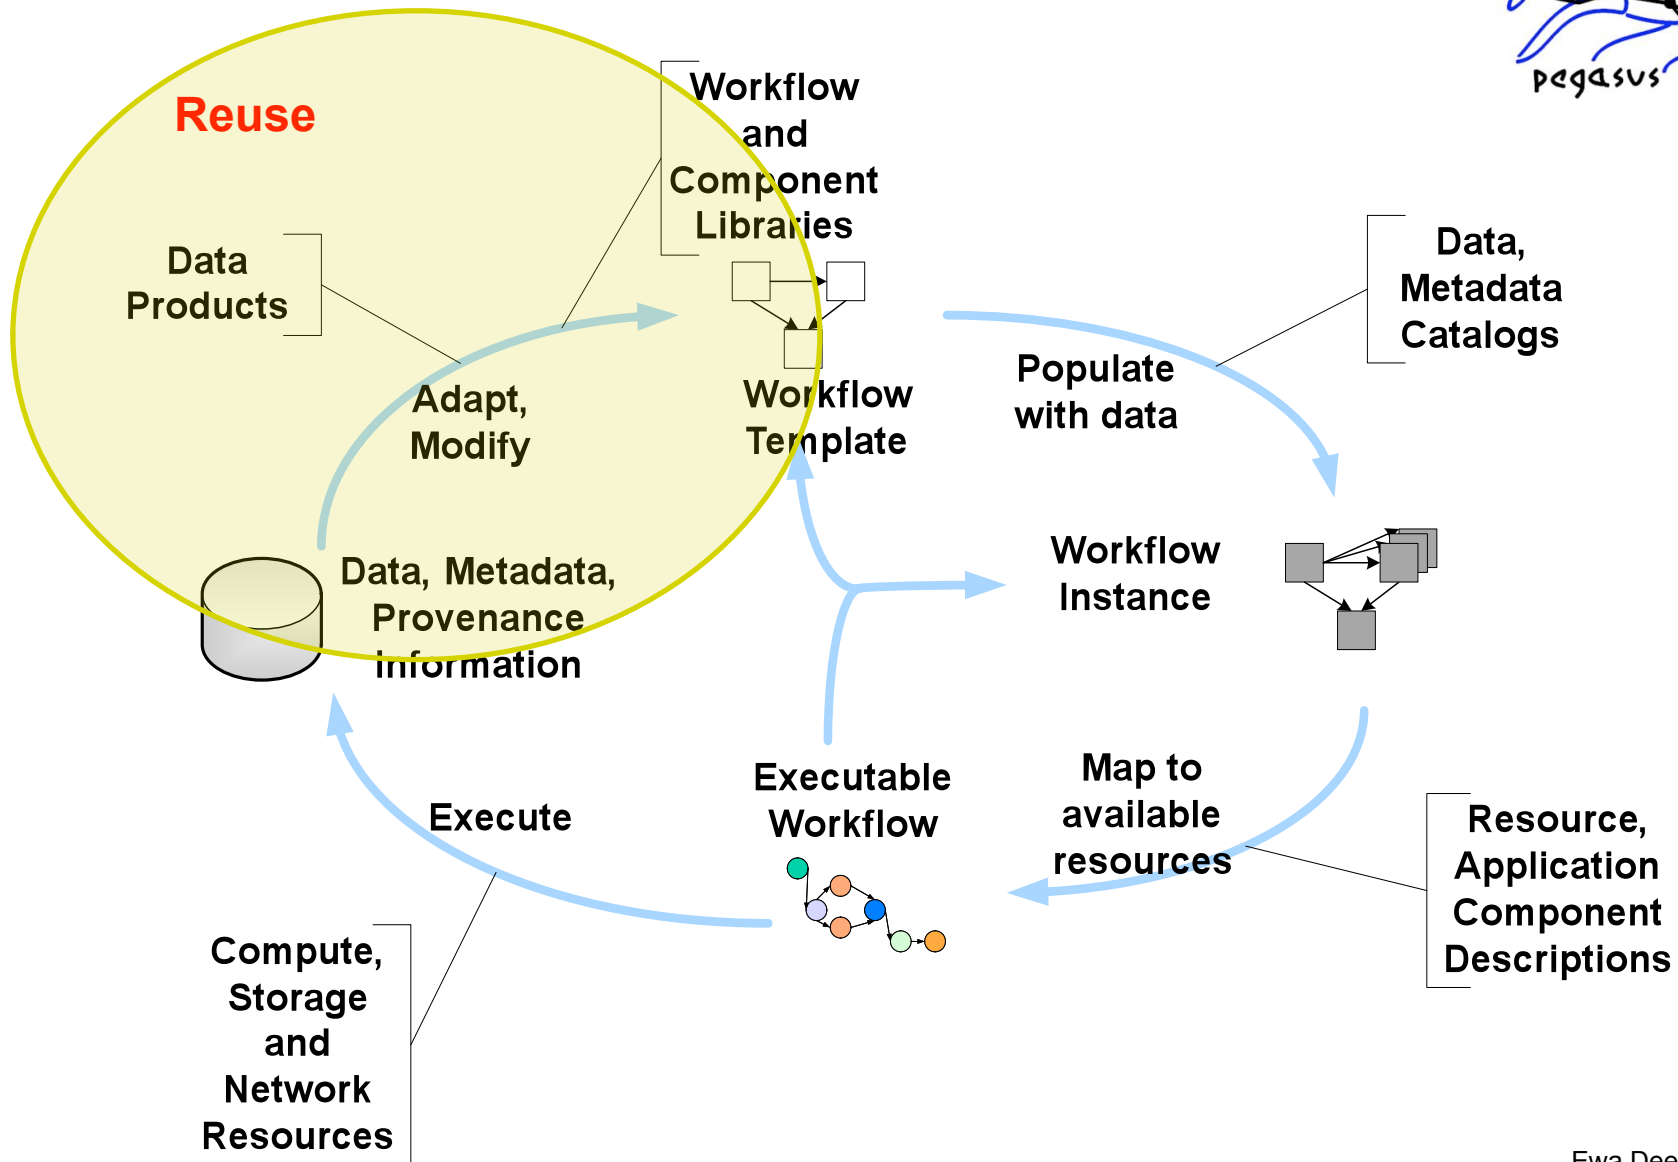 pegasus
Reuse
Workflow
and
Component
Libraries
Data
Products
Data,
Metadata
Catalogs
Adapt,
Modify
Workflow
Template
Populate
with data
Data, Metadata,
Provenance
Information
Workflow
Instance
Execute
Executable
Workflow
Map to
available
resources
Resource,
Application
Component
Descriptions
Compute,
Storage
and
Network
Resources
Ewa